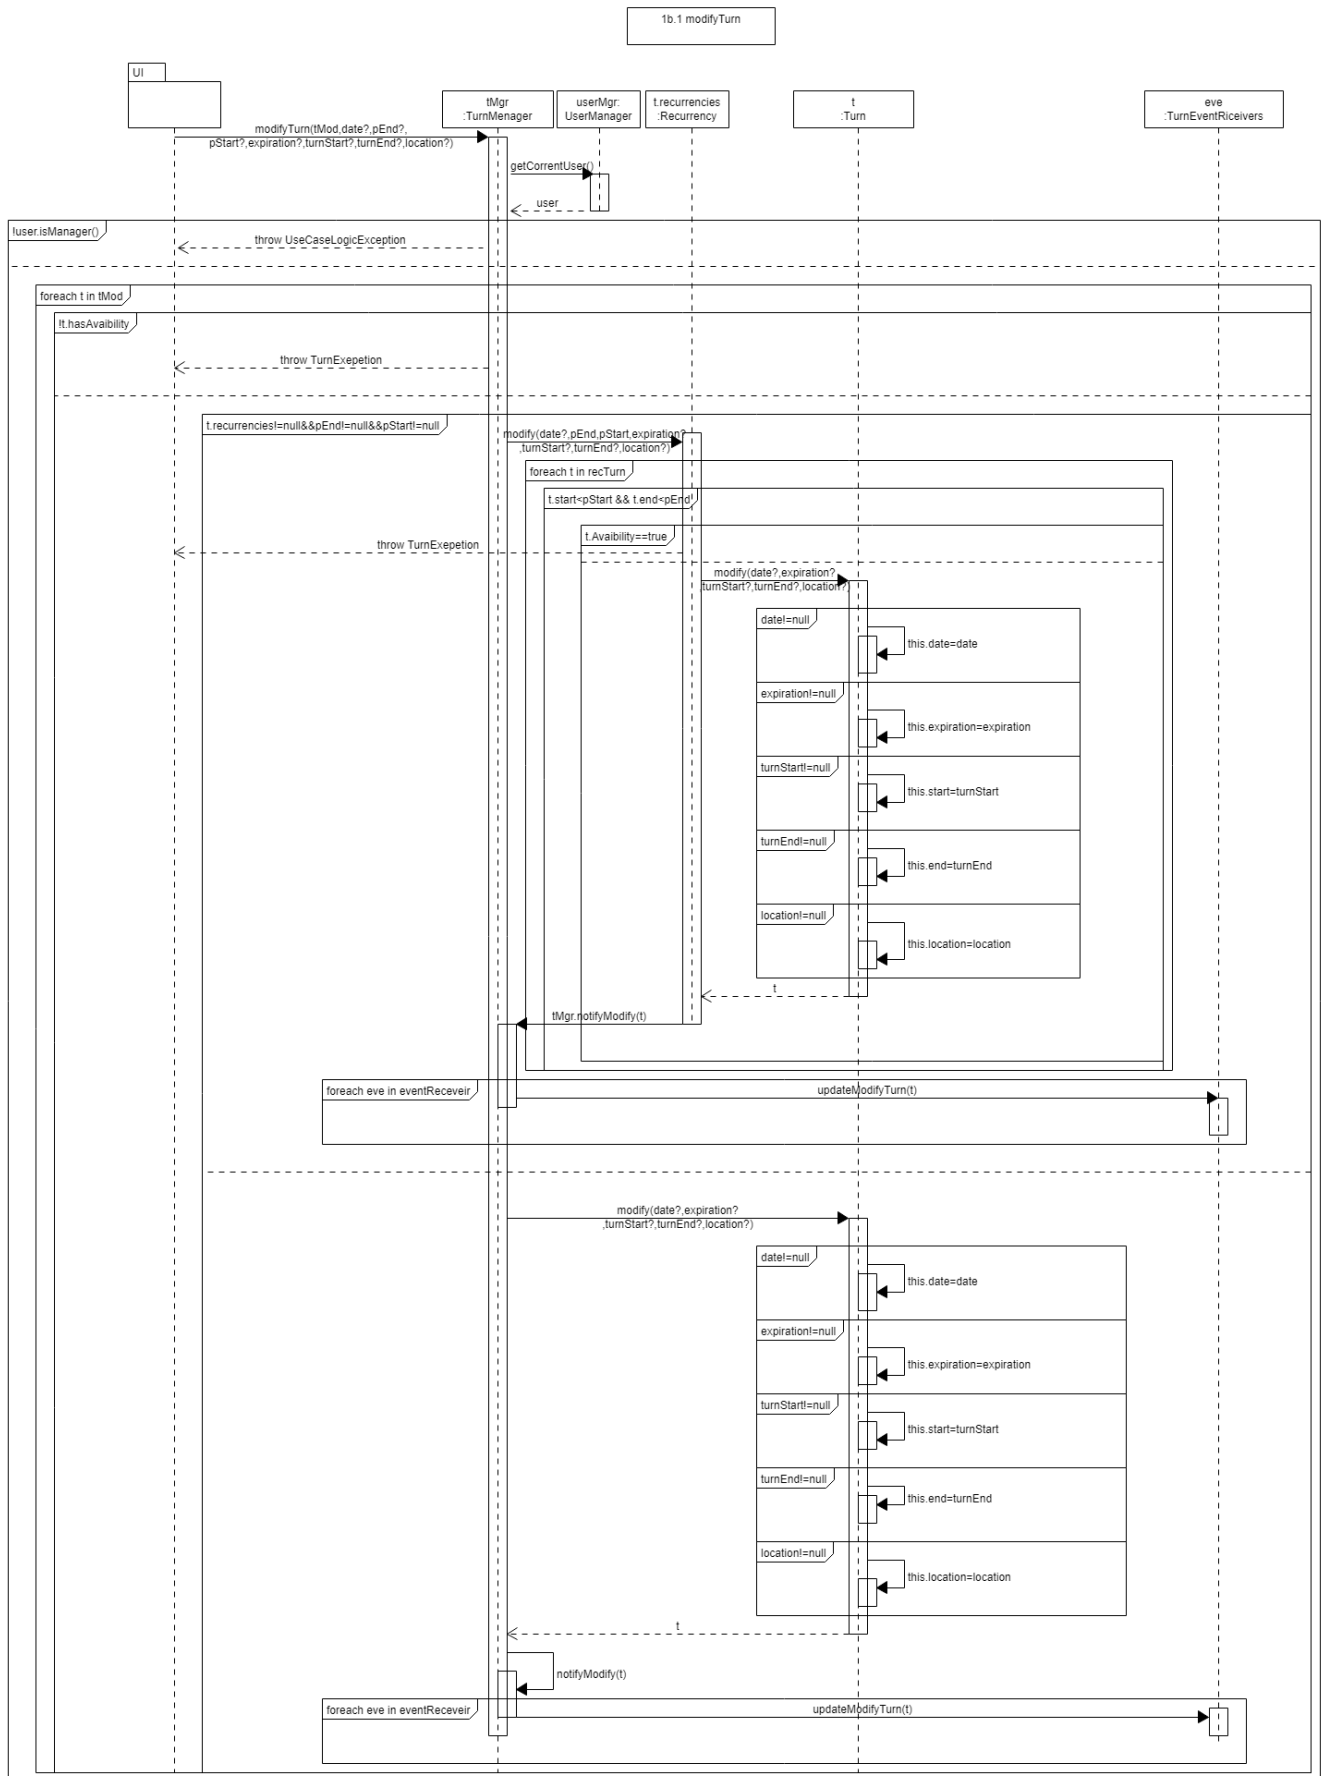 1b.1 modifyTurn
UI
tMgr
:TurnMenager
userMgr:
UserManager
t.recurrencies
:Recurrency
t
:Turn
eve
:TurnEventRiceivers
modifyTurn(tMod,date?,pEnd?,
pStart?,expiration?,turnStart?,turnEnd?,location?)
getCorrentUser()
user
!user.isManager()
throw UseCaseLogicException
foreach t in tMod
!t.hasAvaibility
throw TurnExepetion
t.recurrencies!=null&&pEnd!=null&&pStart!=null
modify(date?,pEnd,pStart,expiration?
,turnStart?,turnEnd?,location?)
foreach t in recTurn
t.start<pStart && t.end<pEnd
t.Avaibility==true
throw TurnExepetion
modify(date?,expiration?
,turnStart?,turnEnd?,location?)
date!=null
this.date=date
expiration!=null
this.expiration=expiration
turnStart!=null
this.start=turnStart
turnEnd!=null
this.end=turnEnd
location!=null
this.location=location
t
tMgr.notifyModify(t)
foreach eve in eventReceveir
updateModifyTurn(t)
modify(date?,expiration?
,turnStart?,turnEnd?,location?)
date!=null
this.date=date
expiration!=null
this.expiration=expiration
turnStart!=null
this.start=turnStart
turnEnd!=null
this.end=turnEnd
location!=null
this.location=location
t
notifyModify(t)
foreach eve in eventReceveir
updateModifyTurn(t)